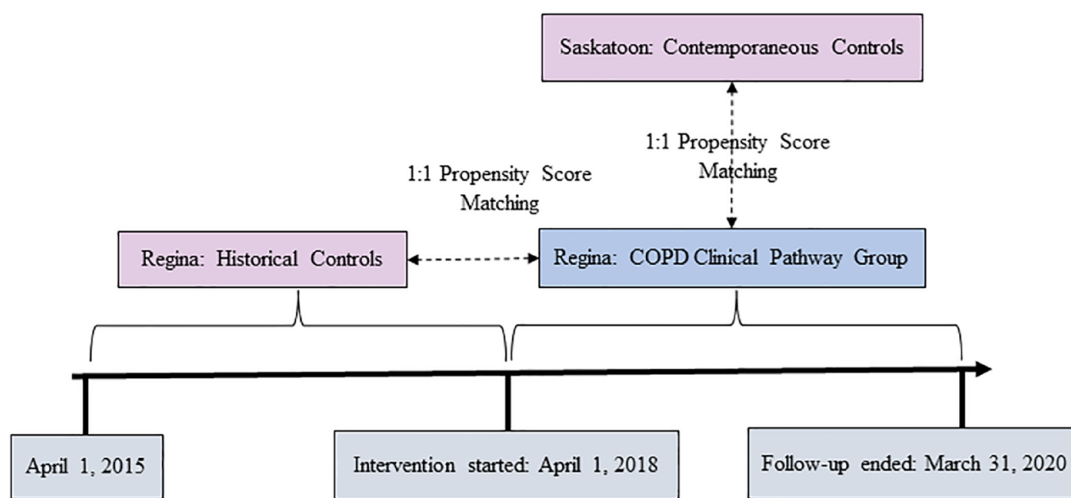 Saskatoon: Contemporaneous Controls
1:1 Propensity Score
Matching
1:1 Propensity Score
Matching
Regina: Historical Controls
Regina: COPD Clinical Pathway Group
April 1, 2015
Intervention started: April 1, 2018
Follow-up ended: March 31, 2020